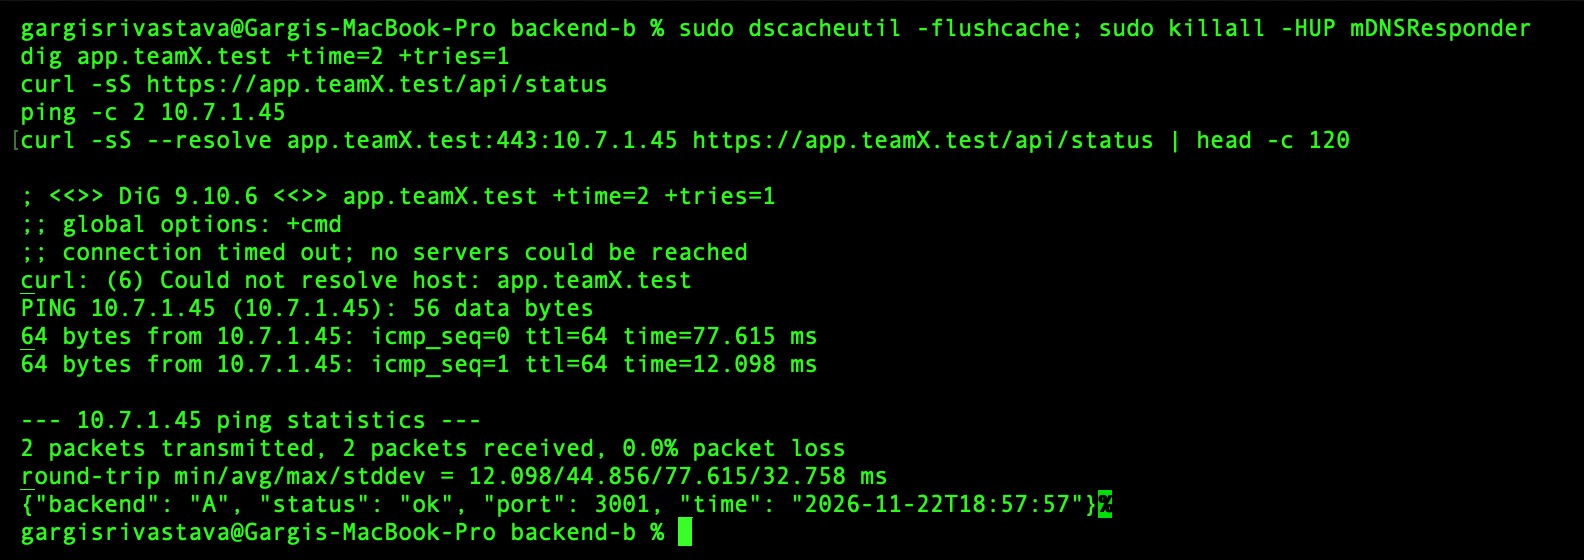 gargisrivastava@Gargis-MacBook-Pro backend-b % sudo dscacheutil -flushcache; sudo killall -HUP mDNSResponder
dig app.teamX.test +time=2 +tries=1
curl -sS https://app.teamX.test/api/status
ping -c 2 10.7.1.45
[curl -sS --resolve app.teamX.test:443:10.7.1.45 https://app.teamX.test/api/status | head -c 120
; <<>> DiG 9.10.6 <<>> app.teamX.test +time=2 +tries=1
;; global options: +cmd
;; connection timed out; no servers could be reached
curl: (6) Could not resolve host: app.teamX.test
PING 10.7.1.45 (10.7.1.45): 56 data bytes
64 bytes from 10.7.1.45: icmp_seq=0 ttl=64 time=77.615 ms
64 bytes from 10.7.1.45: icmp_seq=1 ttl=64 time=12.098 ms
--- 10.7.1.45 ping statistics ---
2 packets transmitted, 2 packets received, 0.0% packet loss
round-trip min/avg/max/stddev = 12.098/44.856/77.615/32.758 ms
{"backend": "A", "status": "ok", "port": 3001, "time": "2026-11-22T18:57:57"}%
gargisrivastava@Gargis-MacBook-Pro backend-b %